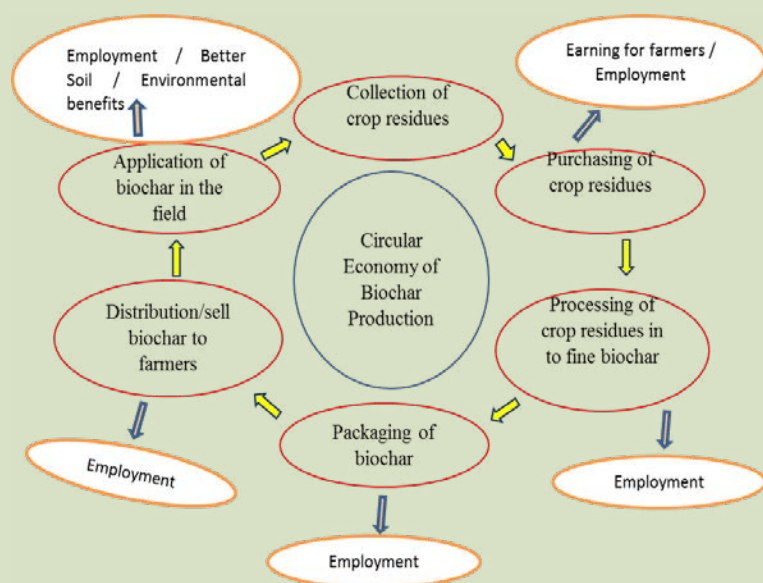 Employment / Better
Soil / Environmental
benefits
Earning for farmers /
Employment
Collection of
crop residues
Application of
biochar in the
field
Purchasing of
crop residues
Circular
Economy of
Biochar
Production
Distribution/sell
biochar to
farmers
Processing of
crop residues in
to fine biochar
Packaging of
biochar
Employment
Employment
Employment